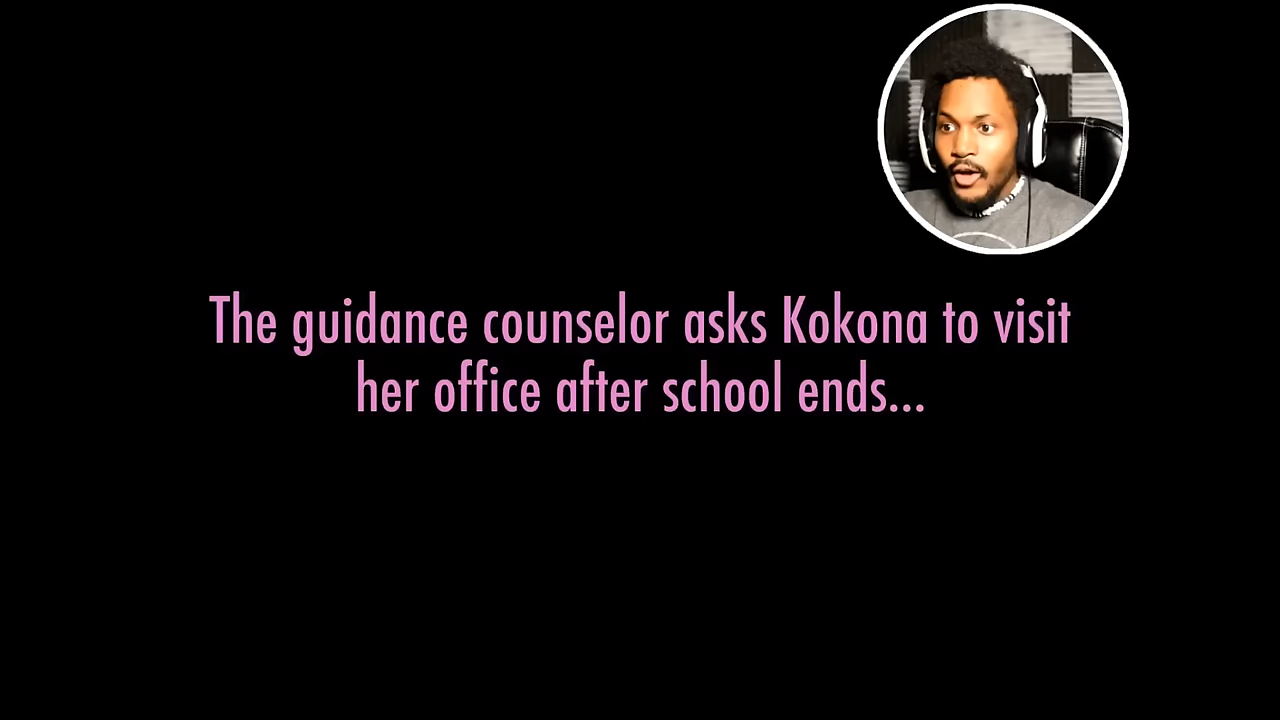 The guidance counselor asks Kokona to visit
her office after school ends...